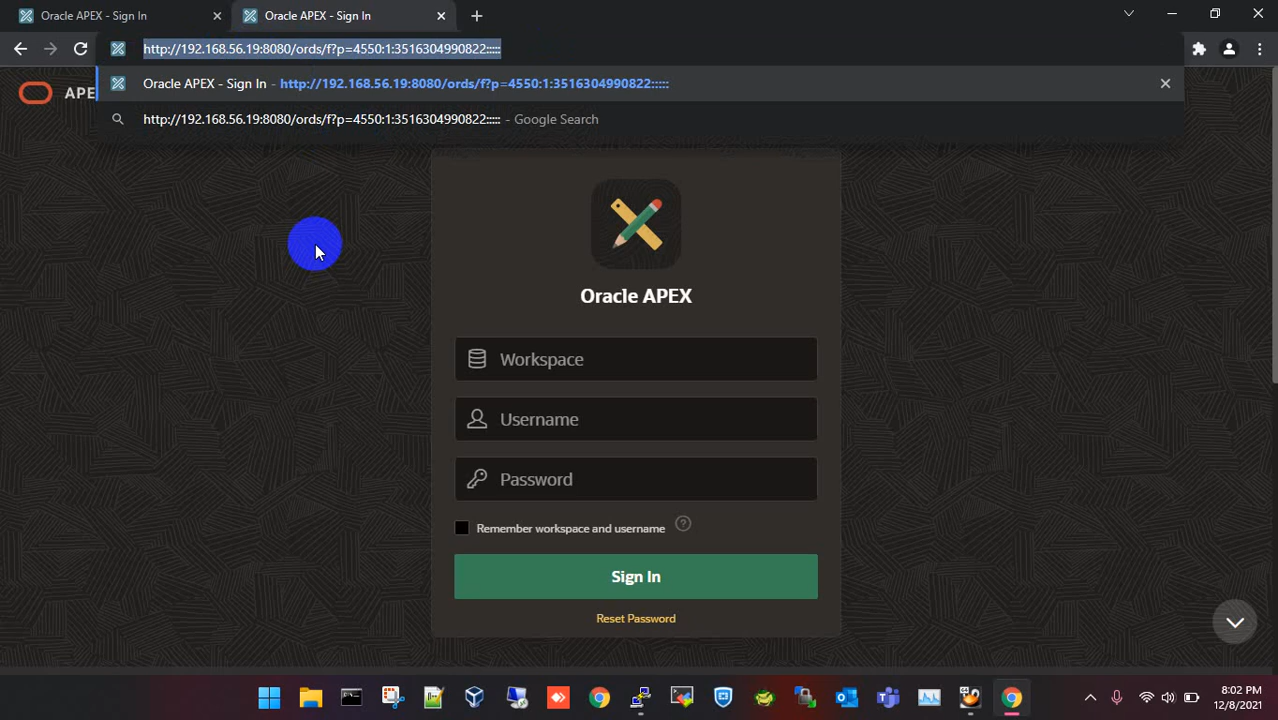 Oracle APEX - Sign In
Oracle APEX - Sign In
http://192.168.56.19:8080/ords/f?p=4550:1:3516304990822:::::
Oracle APEX - Sign In - http://192.168.56.19:8080/ords/f?p=4550:1:3516304990822:::::
http://192.168.56.19:8080/ords/f?p=4550:1:3516304990822::::: - Google Search
APE
Oracle APEX
Workspace
Username
Password
Remember workspace and username ?
Sign In
Reset Password
8:02 PM
12/8/2021